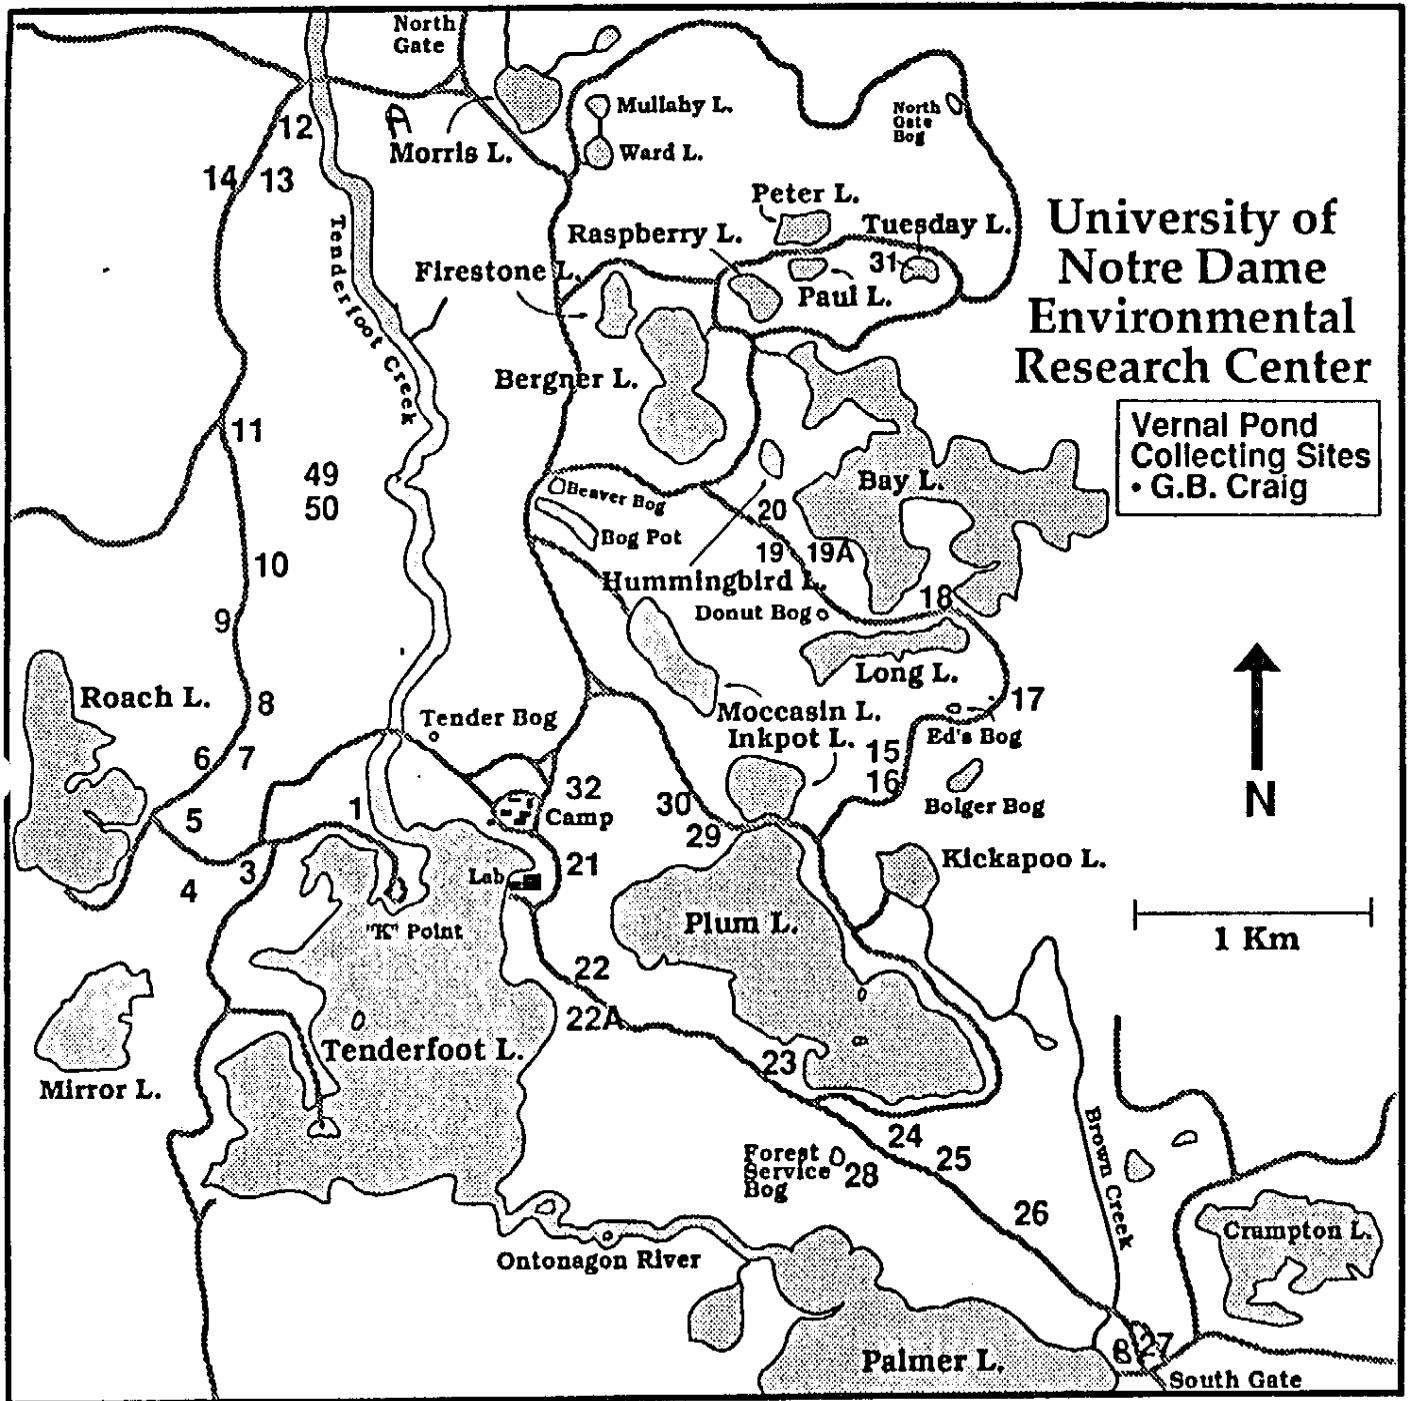 North
Gate
A
Morris L.
Mullahy L.
Ward L.
North
Gate
Bog
12
14
13
Tenderfoot Creek
Peter L.
Raspberry L.
Tuesday L.
31
Paul L.
Firestone L.
Bergner L.
University of
Notre Dame
Environmental
Research Center
Vernal Pond
Collecting Sites
• G.B. Craig
11
49
50
Bay L.
Beaver Bog
Bog Pot
20
19
19A
10
Hummingbird L.
Donut Bog
18
9
Long L.
Roach L.
8
17
Moccasin L.
Tender Bog
Inkpot L.
15
Ed's Bog
6
7
16
Bolger Bog
32
30
Camp
29
5
1
N
4
3
Lab
21
Kickapoo L.
"K" Point
Plum L.
1 Km
22
22A
Tenderfoot L.
23
Mirror L.
24
25
Forest
Service
Bog
28
Brown Creek
26
Crampton L.
Ontonagon River
Palmer L.
B
27
South Gate